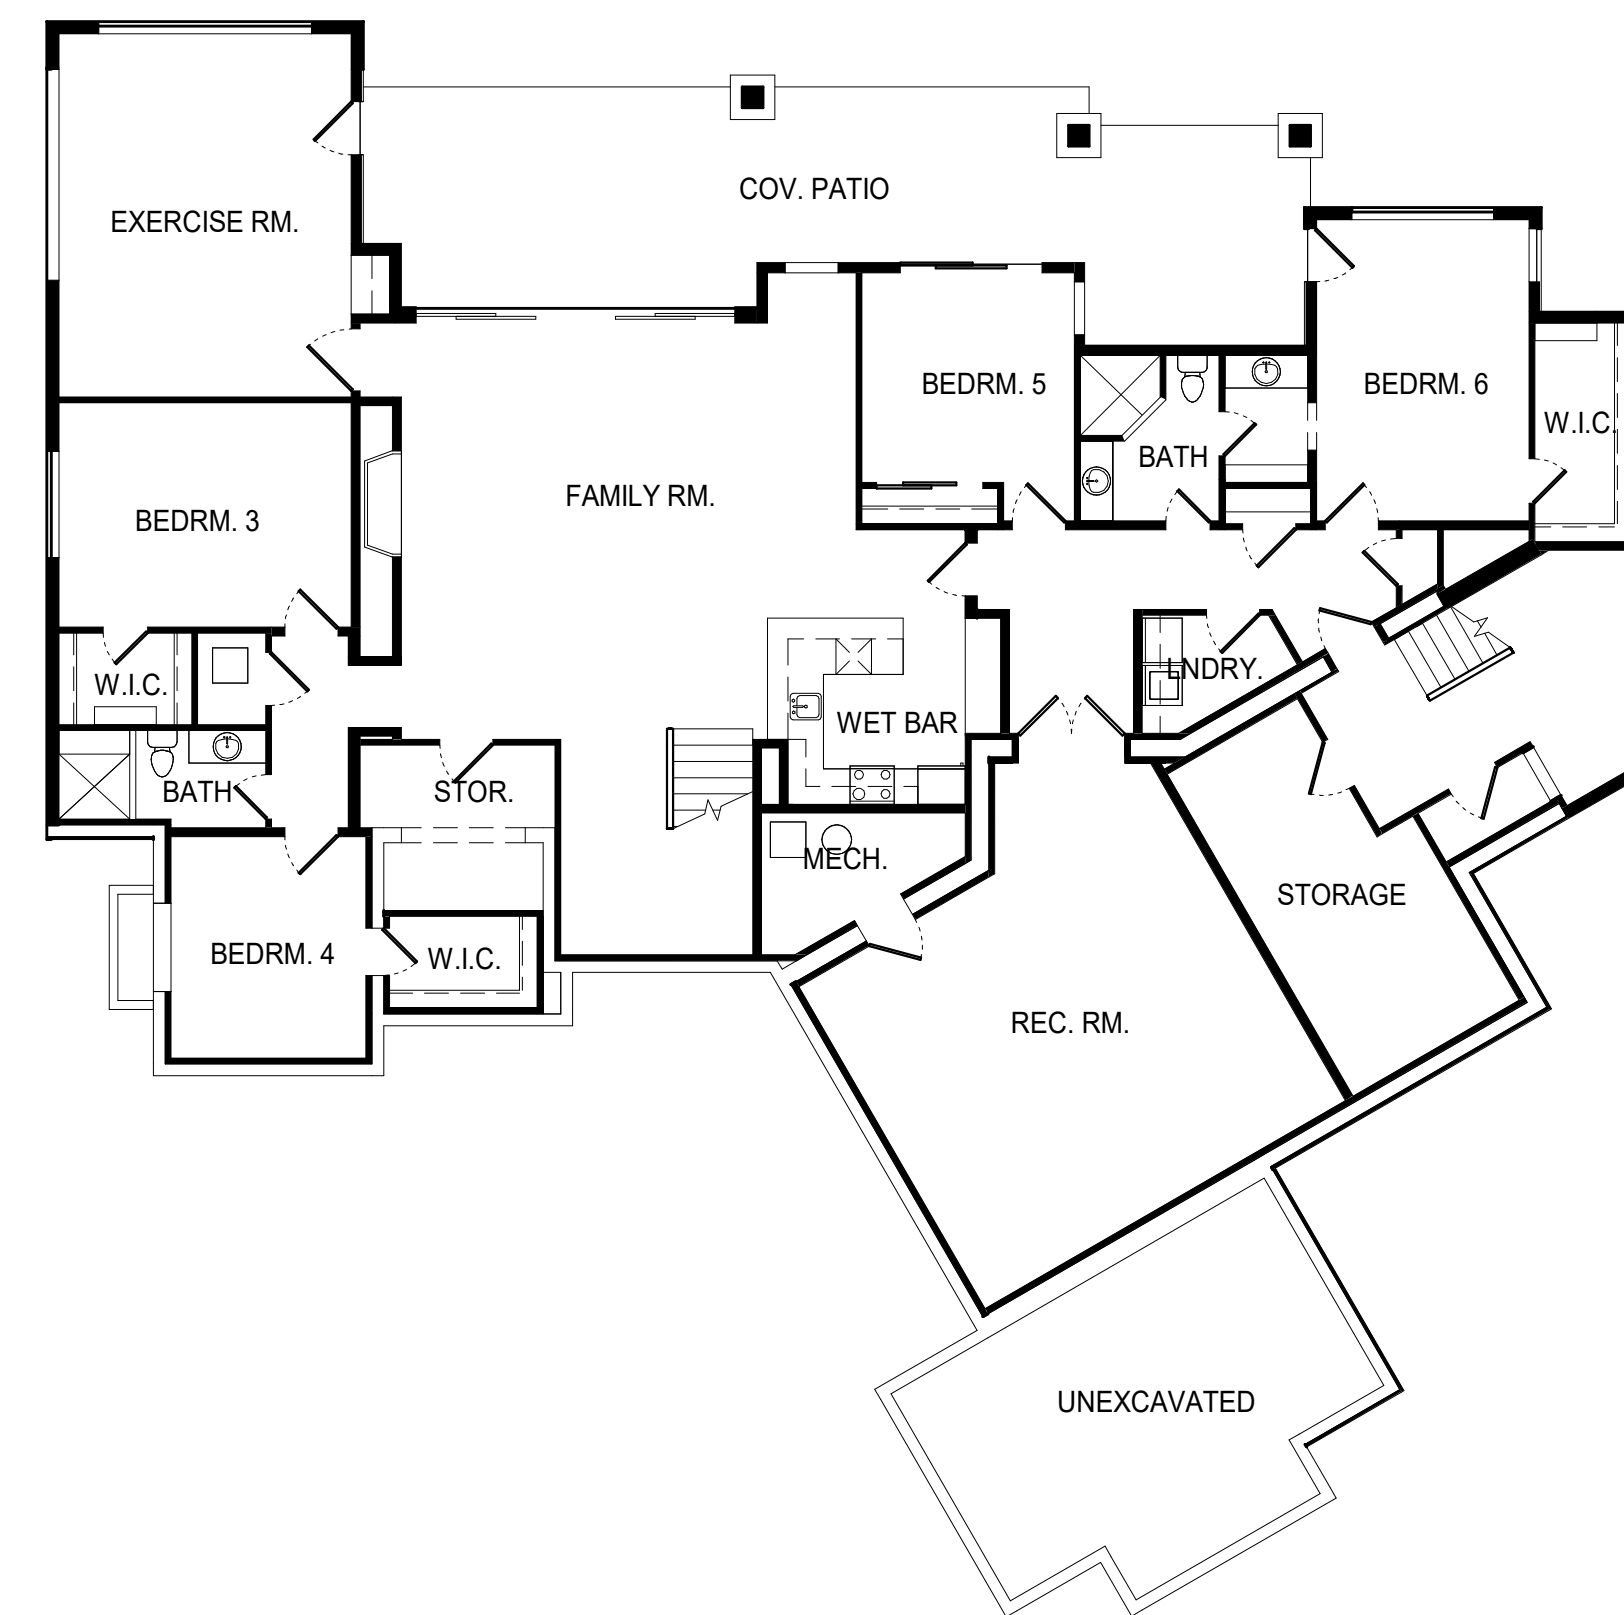 COV. PATIO
EXERCISE RM.
BEDRM. 5
BEDRM. 6
W.I.C.
BATH
FAMILY RM.
BEDRM. 3
LNDRY.
W.I.C.
WET BAR
BATH
STOR.
MECH.
STORAGE
BEDRM. 4
W.I.C.
REC. RM.
UNEXCAVATED